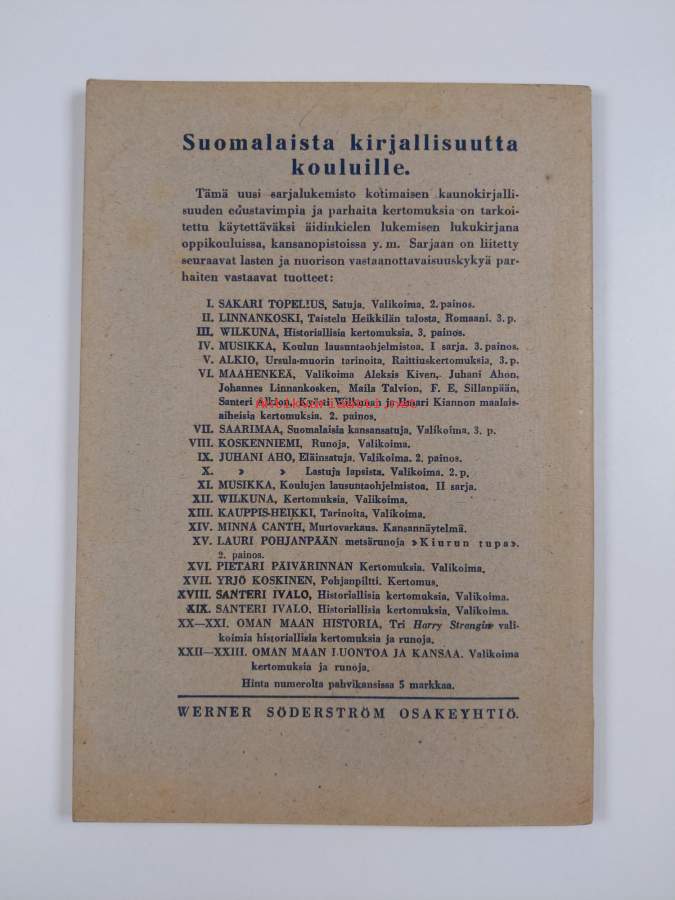 Suomalaista kirjallisuutta
kouluille.
Tämä uusi sarjalukemisto kotimaisen kaunokirjalli-
suuden edustavimpia ja parhaita kertomuksia on tarkoi-
tettu käytettäväksi äidinkielen lukemisen lukukirjana
oppikouluissa, kansanopistoissa y. m. Sarjaan on liitetty
seuraavat lasten ja nuorison vastaanottavaisuuskykyä par-
haiten vastaavat tuotteet:
I. SAKARI TOPELIUS, Satuja. Valikoima. 2. painos.
II. LINNANKOSKI, Taistelu Heikkilän talosta. Romaani. 3. p.
III. WILKUNA, Historiallisia kertomuksia. 3. painos.
IV. MUSIKKA, Koulun lausuntaohjelmistoa. I sarja. 3. painos.
V. ALKIO, Ursula-muorin tarinoita, Raittiuskertomuksia, 3. p.
VI. MAAHENKEÄ, Valikoima Aleksis Kiven, Juhani Ahon,
Johannes Linnankosken, Maila Talvion, F. E. Sillanpään,
Santeri Alkion, Kyösti Wilkunan ja Ilmari Kiannon maalais-
aiheisia kertomuksia. 2. painos.
VII. SAARIMAA, Suomalaisia kansansatuja. Valikoima. 3. p.
VIII. KOSKENNIEMI, Runoja. Valikoima.
IX. JUHANI AHO, Eläinsatuja. Valikoima. 2. painos.
X. » » Lastuja lapsista. Valikoima. 2. p.
XI. MUSIKKA, Koulujen lausuntaohjelmistoa. II sarja.
XII. WILKUNA, Kertomuksia. Valikoima.
XIII. KAUPPIS-HEIKKI, Tarinoita, Valikoima.
XIV. MINNA CANTH, Murtovarkaus. Kansannäytelmä.
XV. LAURI POHJANPÄÄN metsärunoja »Kiurun tupa».
2. painos.
XVI. PIETARI PÄIVÄRINNAN Kertomuksia. Valikoima.
XVII. YRJÖ KOSKINEN, Pohjanpiltti. Kertomus.
XVIII. SANTERI IVALO, Historiallisia kertomuksia. Valikoima.
XIX. SANTERI IVALO, Historiallisia kertomuksia. Valikoima.
XX—XXI. OMAN MAAN HISTORIA, Tri Harry Strengin vali-
koimia historiallisia kertomuksia ja runoja.
XXII—XXIII. OMAN MAAN LUONTOA JA KANSAA. Valikoima
kertomuksia ja runoja.
Hinta numerolta pahvikansissa 5 markkaa.
WERNER SÖDERSTRÖM OSAKEYHTIÖ.